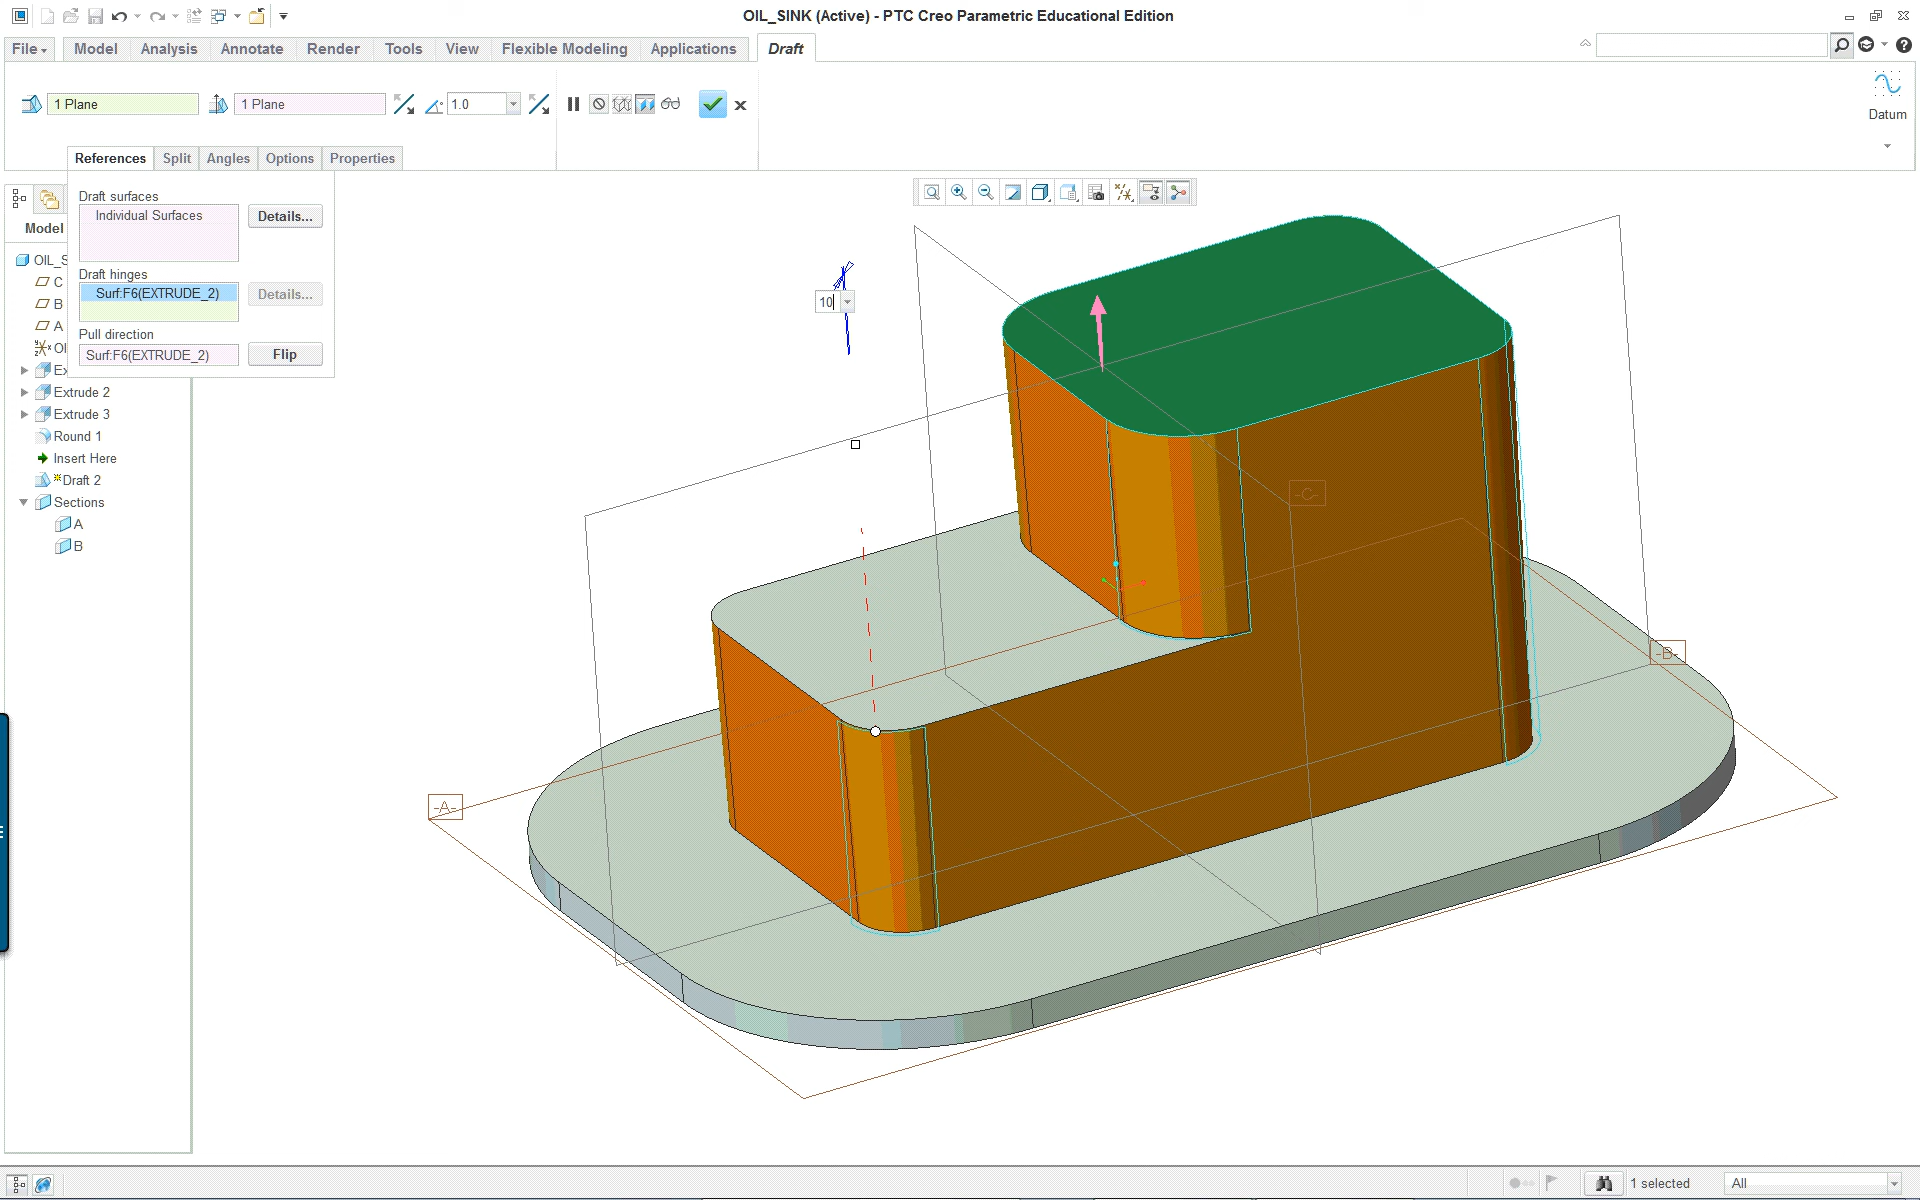 OIL_SINK (Active) - PTC Creo Parametric Educational Edition
File Model Analysis Annotate Render Tools View Flexible Modeling Applications Draft
1 Plane 1 Plane 1.0
Datum
References Split Angles Options Properties
Draft surfaces
Individual Surfaces Details...
Model
OIL_S
Draft hinges
C
Surf:F6(EXTRUDE_2) Details...
B
A
Pull direction
OI
Surf:F6(EXTRUDE_2) Flip
Ex
Extrude 2
Extrude 3
Round 1
Insert Here
Draft 2
Sections
A
B
10
-C-
-B-
-A-
1 selected All